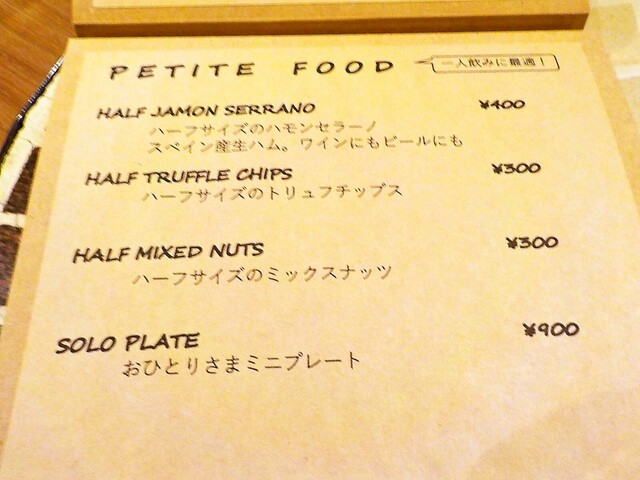 PETITE FOOD 一人飲みに最適！
HALF JAMON SERRANO ¥400
ハーフサイズのハモンセラーノ
スペイン産生ハム。ワインにもビールにも
HALF TRUFFLE CHIPS ¥300
ハーフサイズのトリュフチップス
HALF MIXED NUTS ¥300
ハーフサイズのミックスナッツ
SOLO PLATE ¥900
おひとりさまミニプレート